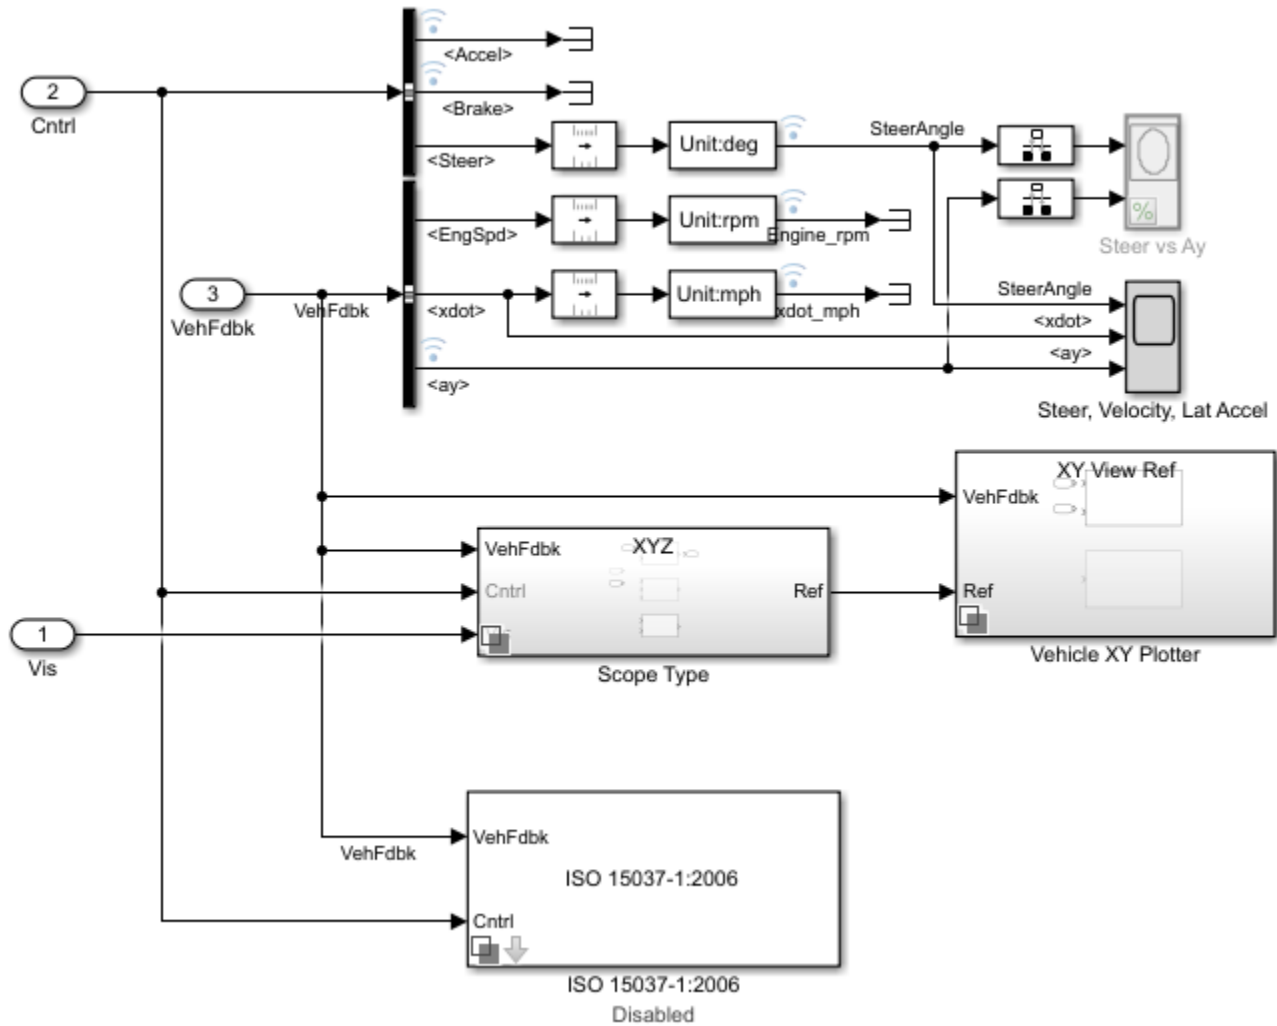 <Accel>
2
Cntrl
<Brake>
<Steer>
Unit:deg
SteerAngle
<EngSpd>
Unit:rpm
Engine_rpm
%
Steer vs Ay
3
VehFdbk
VehFdbk
<xdot>
Unit:mph
xdot_mph
SteerAngle
<xdot>
<ay>
<ay>
Steer, Velocity, Lat Accel
XY View Ref
VehFdbk
Ref
Vehicle XY Plotter
VehFdbk
XYZ
Cntrl
Ref
Scope Type
1
Vis
VehFdbk
VehFdbk
ISO 15037-1:2006
Cntrl
ISO 15037-1:2006
Disabled